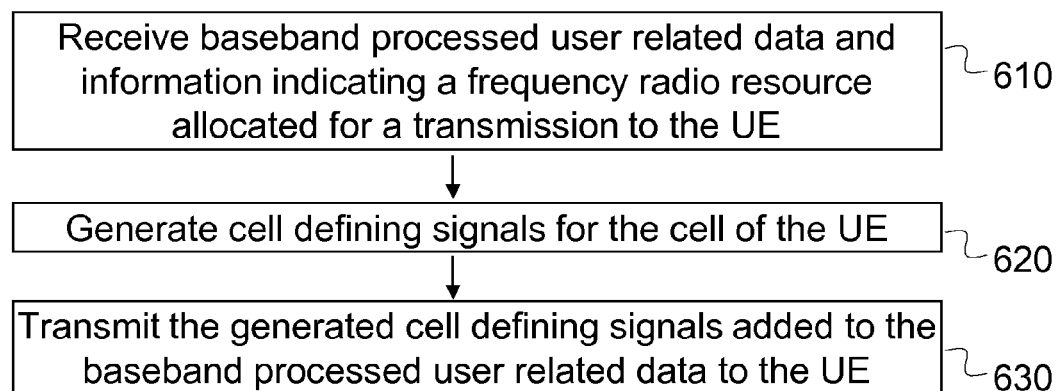 Receive baseband processed user related data and
information indicating a frequency radio resource
allocated for a transmission to the UE
610
Generate cell defining signals for the cell of the UE
620
Transmit the generated cell defining signals added to the
baseband processed user related data to the UE
630